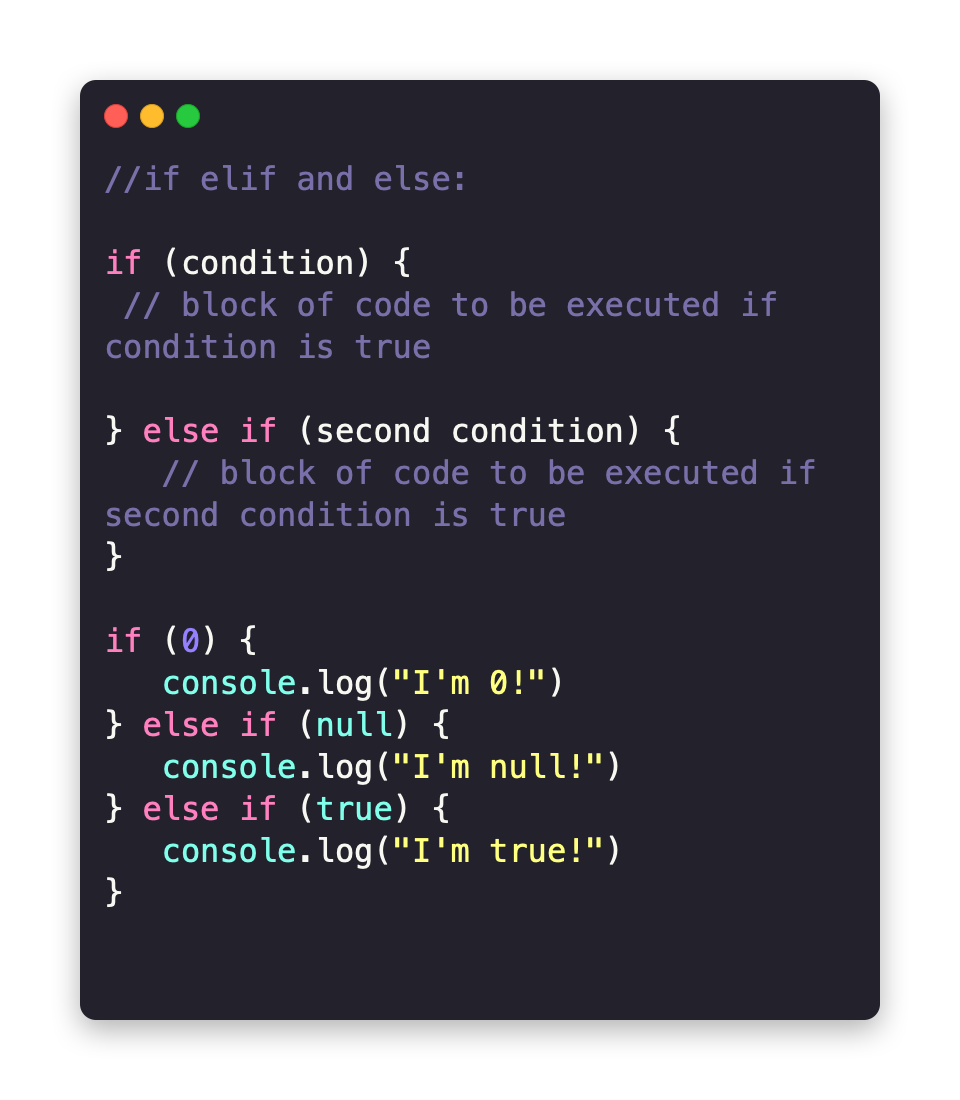 //if elif and else:
if (condition) {
 // block of code to be executed if
condition is true
} else if (second condition) {
   // block of code to be executed if
second condition is true
}
if (0) {
   console.log("I'm 0!")
} else if (null) {
   console.log("I'm null!")
} else if (true) {
   console.log("I'm true!")
}